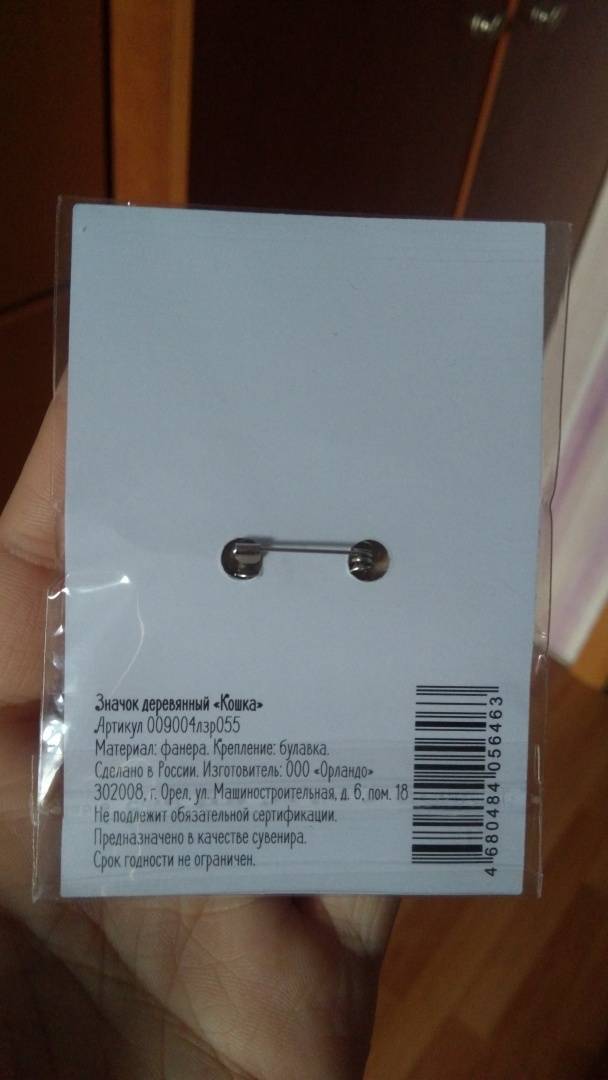 Значок деревянный «Кошка»
Артикул 009004лзр055
Материал: фанера. Крепление: булавка.
Сделано в России. Изготовитель: ООО «Орландо»
302008, г. Орел, ул. Машиностроительная, д. 6, пом. 18
Не подлежит обязательной сертификации.
Предназначено в качестве сувенира.
Срок годности не ограничен.
4 680484 056463